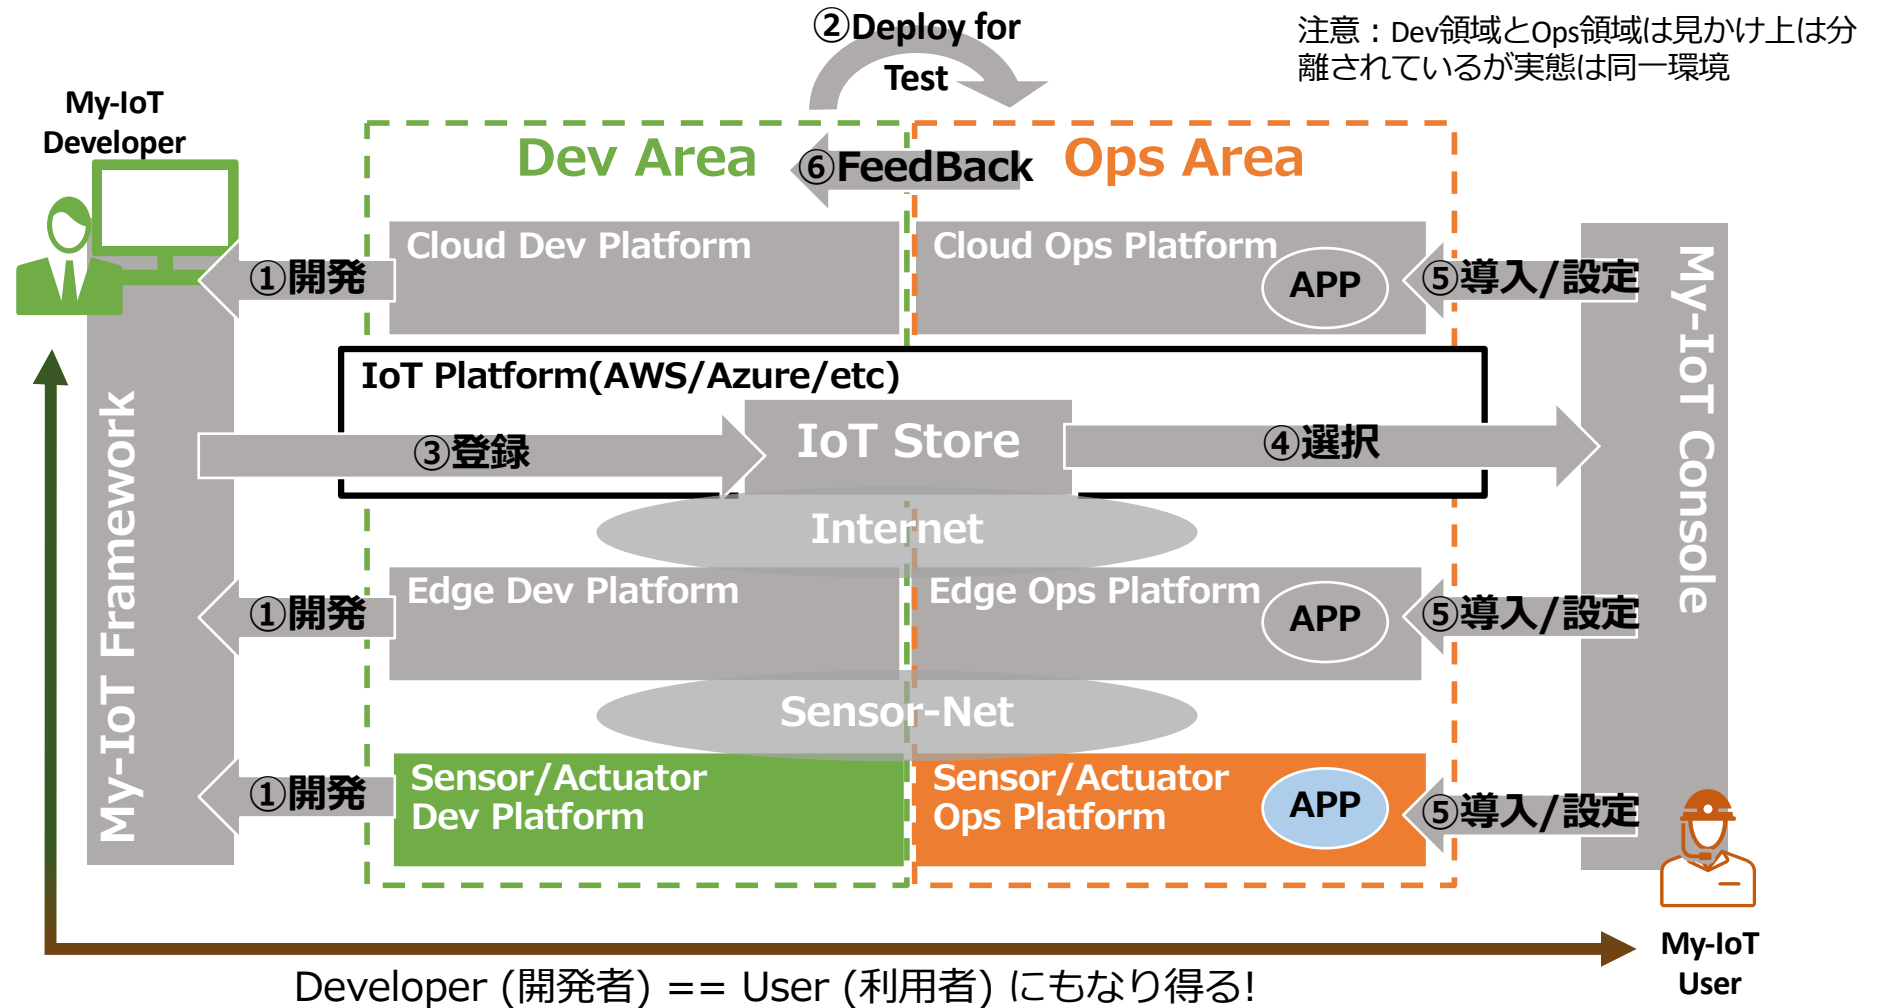 ②Deploy for
Test
注意：Dev領域とOps領域は見かけ上は分
離されているが実態は同一環境
My-IoT
Developer
Dev Area
⑥FeedBack
Ops Area
Cloud Dev Platform
Cloud Ops Platform
①開発
APP
⑤導入/設定
IoT Platform(AWS/Azure/etc)
③登録
IoT Store
④選択
My-IoT Framework
My-IoT Console
Internet
Edge Dev Platform
Edge Ops Platform
①開発
APP
⑤導入/設定
Sensor-Net
Sensor/Actuator
Dev Platform
Sensor/Actuator
Ops Platform
①開発
APP
⑤導入/設定
My-IoT
User
Developer (開発者) == User (利用者) にもなり得る!